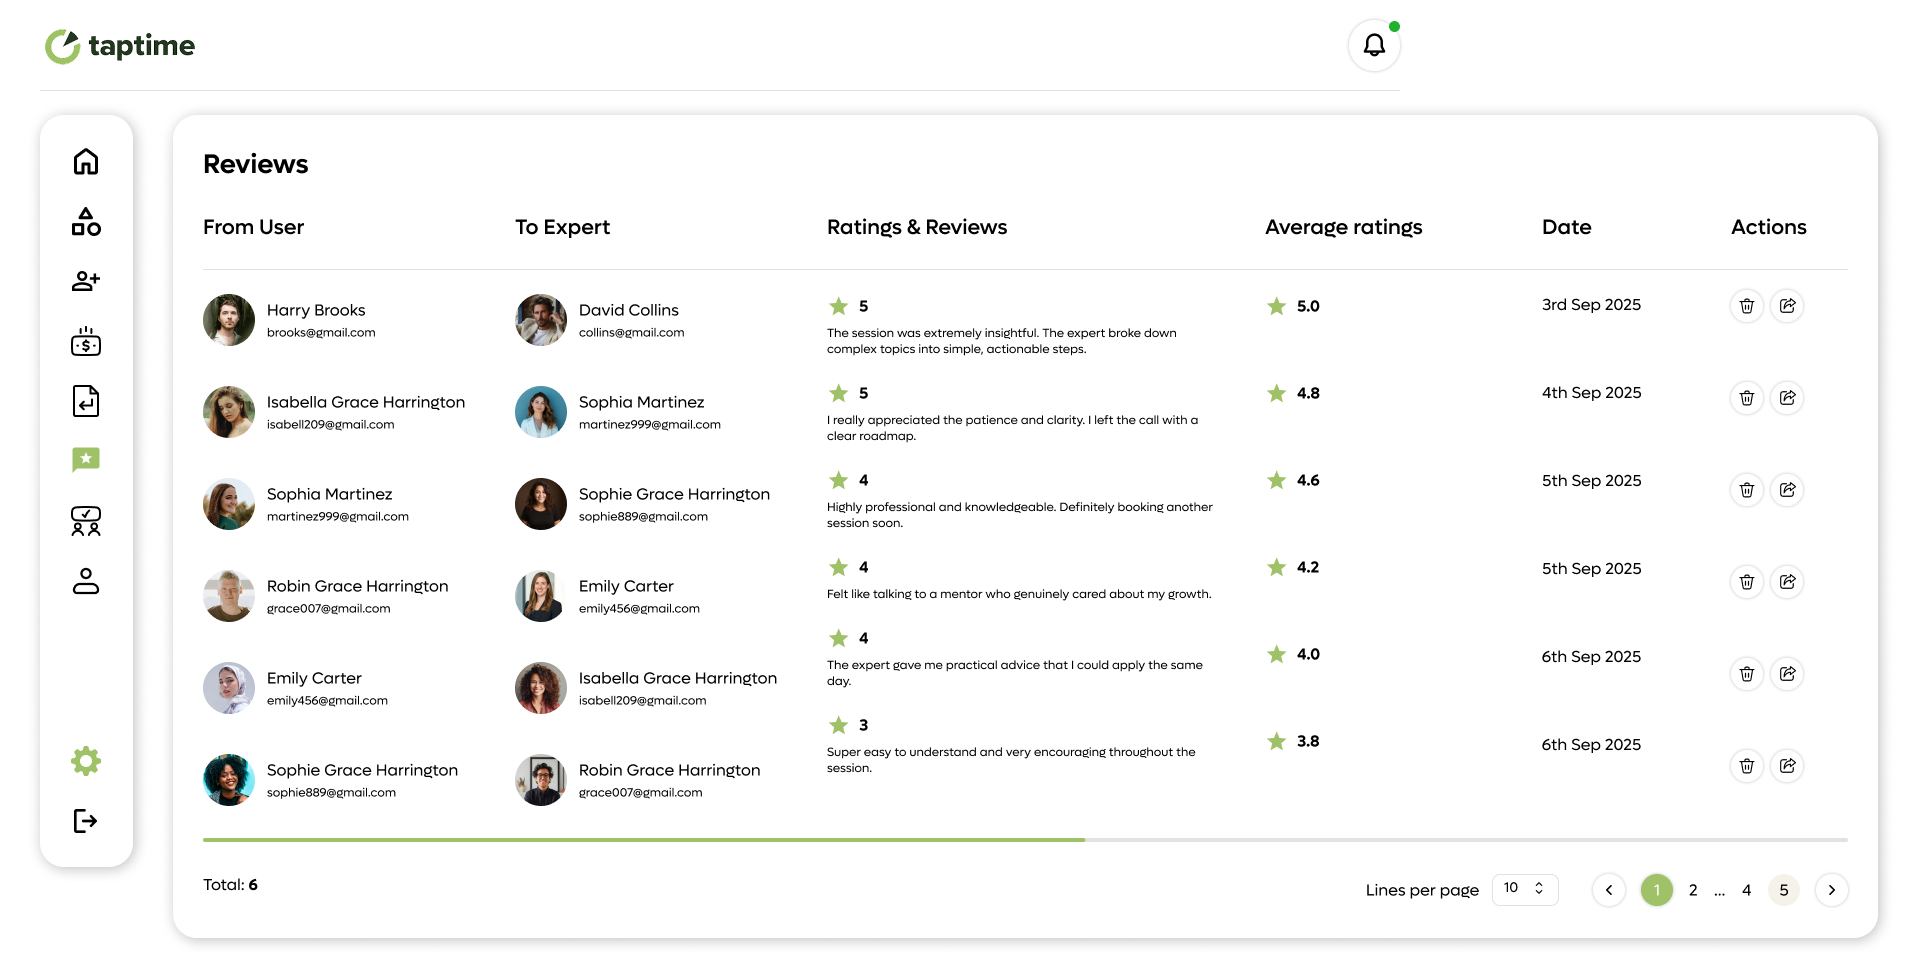 taptime
Reviews
From User
To Expert
Ratings & Reviews
Average ratings
Date
Actions
Harry Brooks
brooks@gmail.com
David Collins
collins@gmail.com
5
The session was extremely insightful. The expert broke down
complex topics into simple, actionable steps.
5.0
3rd Sep 2025
Isabella Grace Harrington
isabell209@gmail.com
Sophia Martinez
martinez999@gmail.com
5
I really appreciated the patience and clarity. I left the call with a
clear roadmap.
4.8
4th Sep 2025
Sophia Martinez
martinez999@gmail.com
Sophie Grace Harrington
sophie889@gmail.com
4
Highly professional and knowledgeable. Definitely booking another
session soon.
4.6
5th Sep 2025
Robin Grace Harrington
grace007@gmail.com
Emily Carter
emily456@gmail.com
4
Felt like talking to a mentor who genuinely cared about my growth.
4.2
5th Sep 2025
Emily Carter
emily456@gmail.com
Isabella Grace Harrington
isabell209@gmail.com
4
The expert gave me practical advice that I could apply the same
day.
4.0
6th Sep 2025
Sophie Grace Harrington
sophie889@gmail.com
Robin Grace Harrington
grace007@gmail.com
3
Super easy to understand and very encouraging throughout the
session.
3.8
6th Sep 2025
Total: 6
Lines per page 10
1 2 ... 4 5